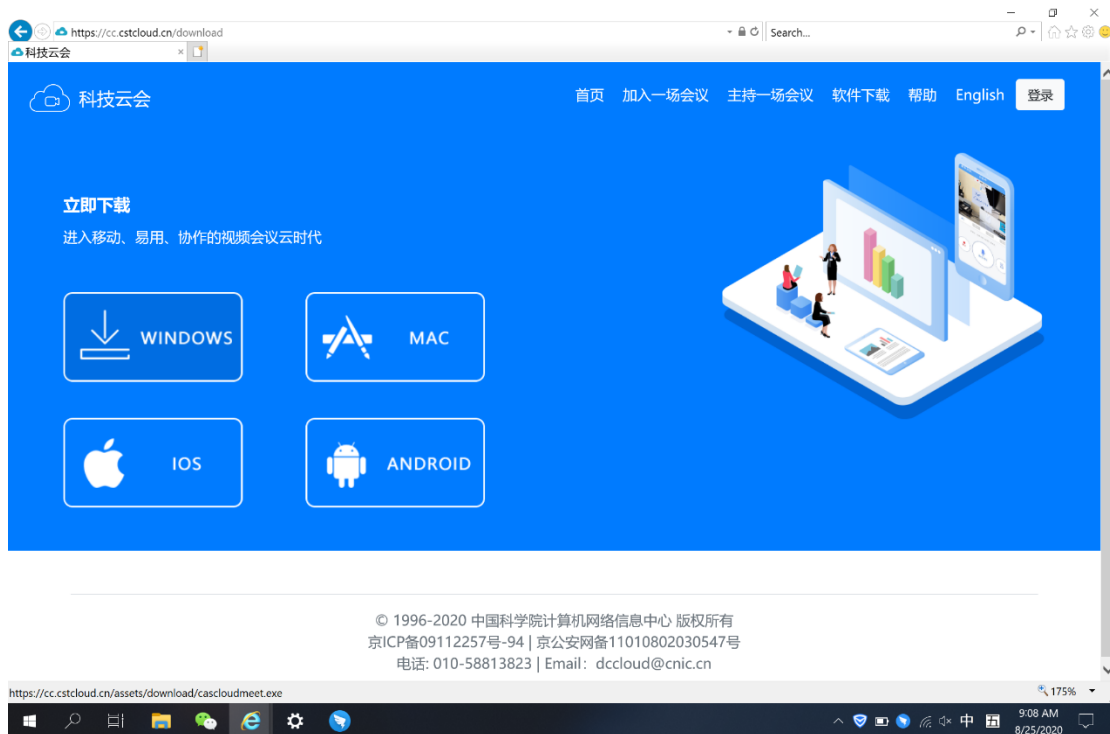 https://cc.cstcloud.cn/download
Search...
科技云会
科技云会
首页 加入一场会议 主持一场会议 软件下载 帮助 English 登录
立即下载
进入移动、易用、协作的视频会议云时代
WINDOWS
MAC
IOS
ANDROID
© 1996-2020 中国科学院计算机网络信息中心 版权所有
京ICP备09112257号-94 | 京公安网备11010802030547号
电话: 010-58813823 | Email：dccloud@cnic.cn
https://cc.cstcloud.cn/assets/download/cascloudmeet.exe
175%
中
五
9:08 AM
8/25/2020